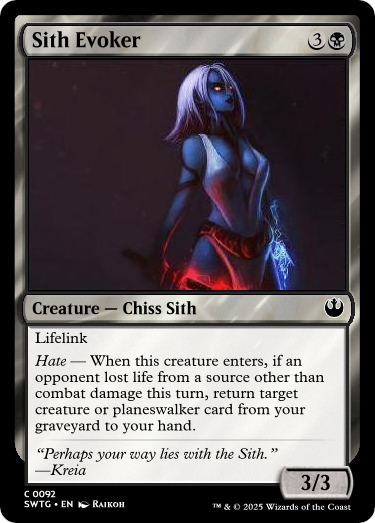 Sith Evoker 3
Creature — Chiss Sith
Lifelink
Hate — When this creature enters, if an
opponent lost life from a source other than
combat damage this turn, return target
creature or planeswalker card from your
graveyard to your hand.
“Perhaps your way lies with the Sith.”
—Kreia
3/3
C 0092
SWTG • EN Raikoh
™ & © 2025 Wizards of the Coast